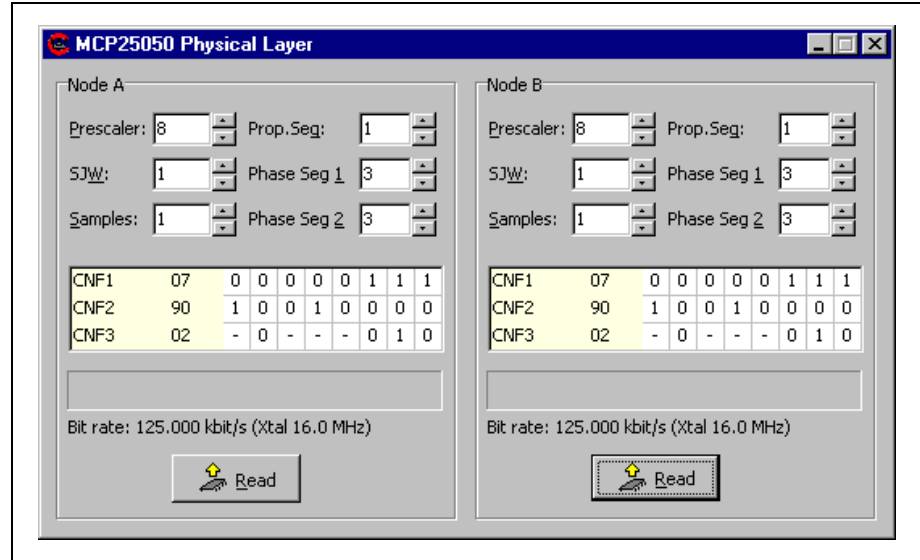 MCP25050 Physical Layer
Node A
Prescaler: 8 Prop.Seg: 1
SJW: 1 Phase Seg 1 3
Samples: 1 Phase Seg 2 3
CNF1 07 0 0 0 0 0 1 1 1
CNF2 90 1 0 0 1 0 0 0 0
CNF3 02 - 0 - - - 0 1 0
Bit rate: 125.000 kbit/s (Xtal 16.0 MHz)
Read
Node B
Prescaler: 8 Prop.Seg: 1
SJW: 1 Phase Seg 1 3
Samples: 1 Phase Seg 2 3
CNF1 07 0 0 0 0 0 1 1 1
CNF2 90 1 0 0 1 0 0 0 0
CNF3 02 - 0 - - - 0 1 0
Bit rate: 125.000 kbit/s (Xtal 16.0 MHz)
Read